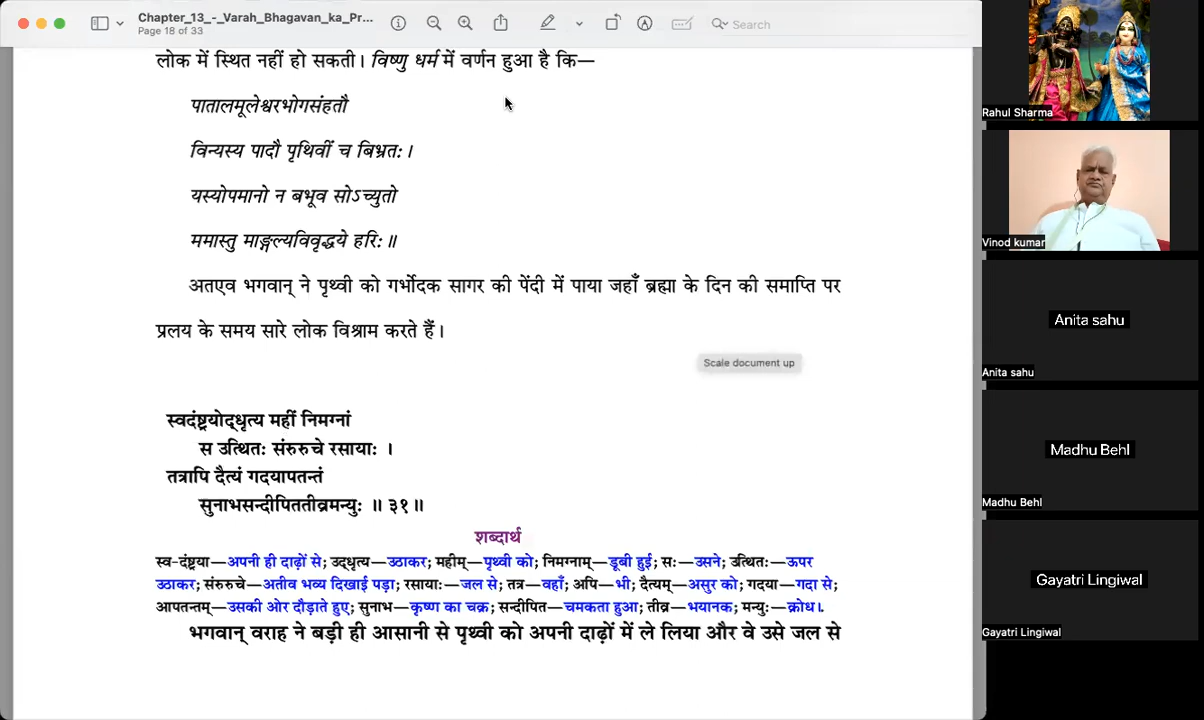 Chapter_13_-_Varah_Bhagavan_ka_Pr...
Page 18 of 33
Search
लोक में स्थित नहीं हो सकती। विष्णु धर्म में वर्णन हुआ है कि—
पातालमूलेश्वरभोगसंहतौ
विन्यस्य पादौ पृथिवीं च बिभ्रतः।
यस्योपमानो न बभूव सोऽच्युतो
ममास्तु माङ्गल्यविवृद्धये हरिः॥
अतएव भगवान् ने पृथ्वी को गर्भोदक सागर की पेंदी में पाया जहाँ ब्रह्मा के दिन की समाप्ति पर
प्रलय के समय सारे लोक विश्राम करते हैं।
Scale document up
स्वदंष्ट्रयोद्धृत्य महीं निमग्नां
स उत्थितः संरुरुचे रसायाः ।
तत्रापि दैत्यं गदयापतन्तं
सुनाभसन्दीपिततीव्रमन्युः ॥ ३१॥
शब्दार्थ
स्व-दंष्ट्रया—अपनी ही दाढ़ों से; उद्धृत्य—उठाकर; महीम्—पृथ्वी को; निमग्नाम्—डूबी हुई; सः—उसने; उत्थितः—ऊपर
उठाकर; संरुरुचे—अतीव भव्य दिखाई पड़ा; रसायाः—जल से; तत्र—वहाँ; अपि—भी; दैत्यम्—असुर को; गदया—गदा से;
आपतन्तम्—उसकी ओर दौड़ाते हुए; सुनाभ—कृष्ण का चक्र; सन्दीपित—चमकता हुआ; तीव्र—भयानक; मन्युः—क्रोध।
भगवान् वराह ने बड़ी ही आसानी से पृथ्वी को अपनी दाढ़ों में ले लिया और वे उसे जल से
Rahul Sharma
Vinod kumar
Anita sahu
Anita sahu
Madhu Behl
Madhu Behl
Gayatri Lingiwal
Gayatri Lingiwal